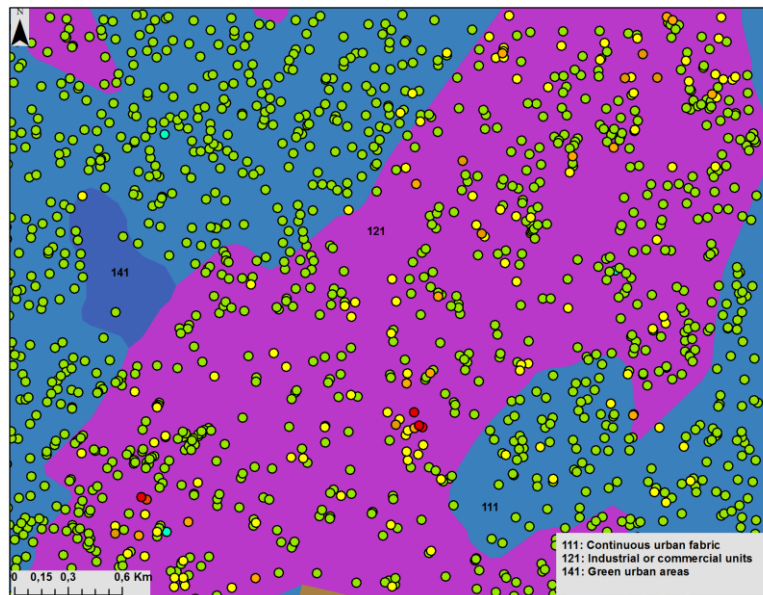 N
121
141
111
111: Continuous urban fabric
121: Industrial or commercial units
141: Green urban areas
0 0,15 0,3 0,6 Km